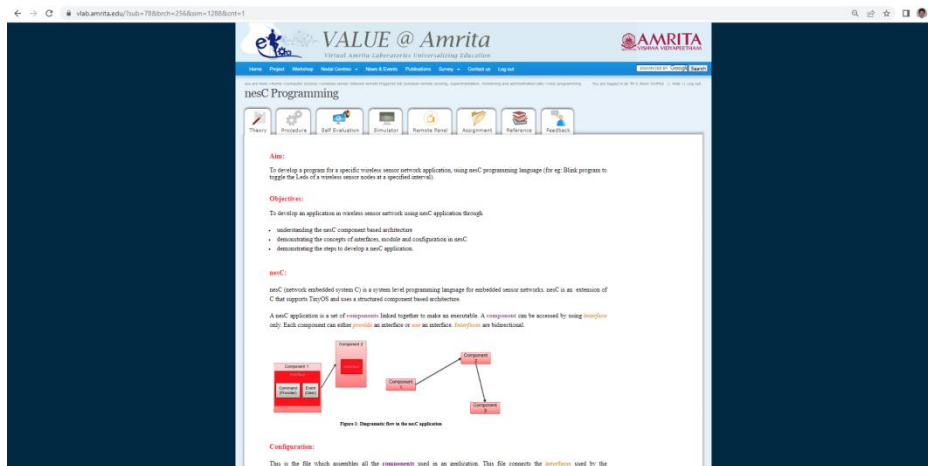 vlab.amrita.edu/?sub=78&brch=256&sim=1288&cnt=1
VALUE @ Amrita
Virtual Amrita Laboratories Universalizing Education
AMRITA
VISHWA VIDYAPEETHAM
Home Project Workshop Nodal Centres News & Events Publications Survey Contact us Log out
Google Search
nesC Programming
Theory Procedure Self Evaluation Simulator Remote Panel Assignment Reference Feedback
Aim:
To develop a program for a specific wireless sensor network application, using nesC programming language (for eg: Blink program to
toggle the Leds of a wireless sensor nodes at a specified interval).
Objectives:
To develop an application in wireless sensor network using nesC application through
• understanding the nesC component based architecture
• demonstrating the concepts of interfaces, module and configuration in nesC
• demonstrating the steps to develop a nesC application.
nesC:
nesC (network embedded system C) is a system level programming language for embedded sensor networks. nesC is an extension of
C that supports TinyOS and uses a structured component based architecture.
A nesC application is a set of components linked together to make an executable. A component can be accessed by using interface
only. Each component can either provide an interface or use an interface. Interfaces are bidirectional.
Component 2
Component 1
Command (Provider)
Event (User)
Component
2
Component
1
Component
3
Figure 1: Diagramatic flow in the nesC application
Configuration:
This is the file which assembles all the components used in an application. This file connects the interfaces used by the